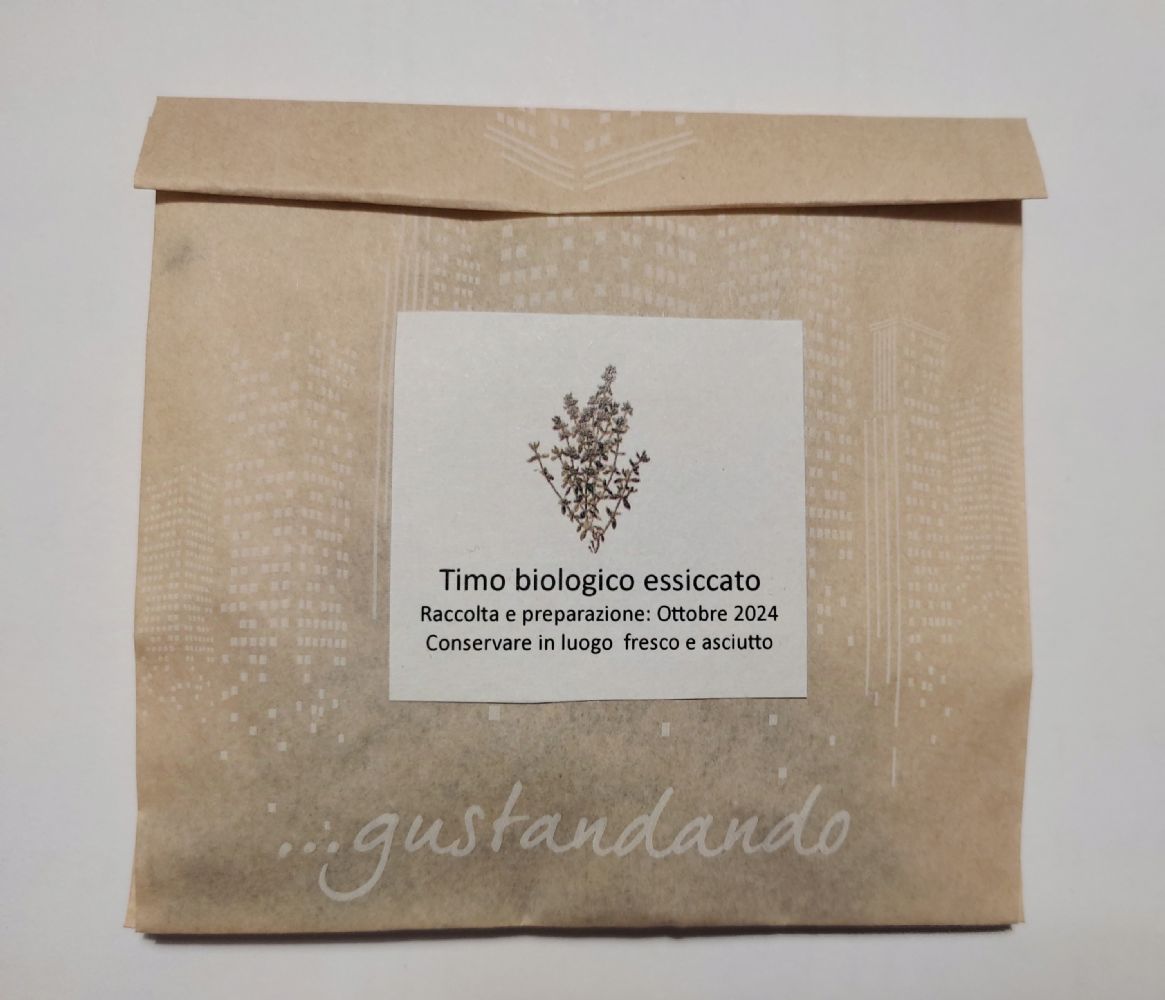 Timo biologico essiccato
Raccolta e preparazione: Ottobre 2024
Conservare in luogo  fresco e asciutto
...gustandando